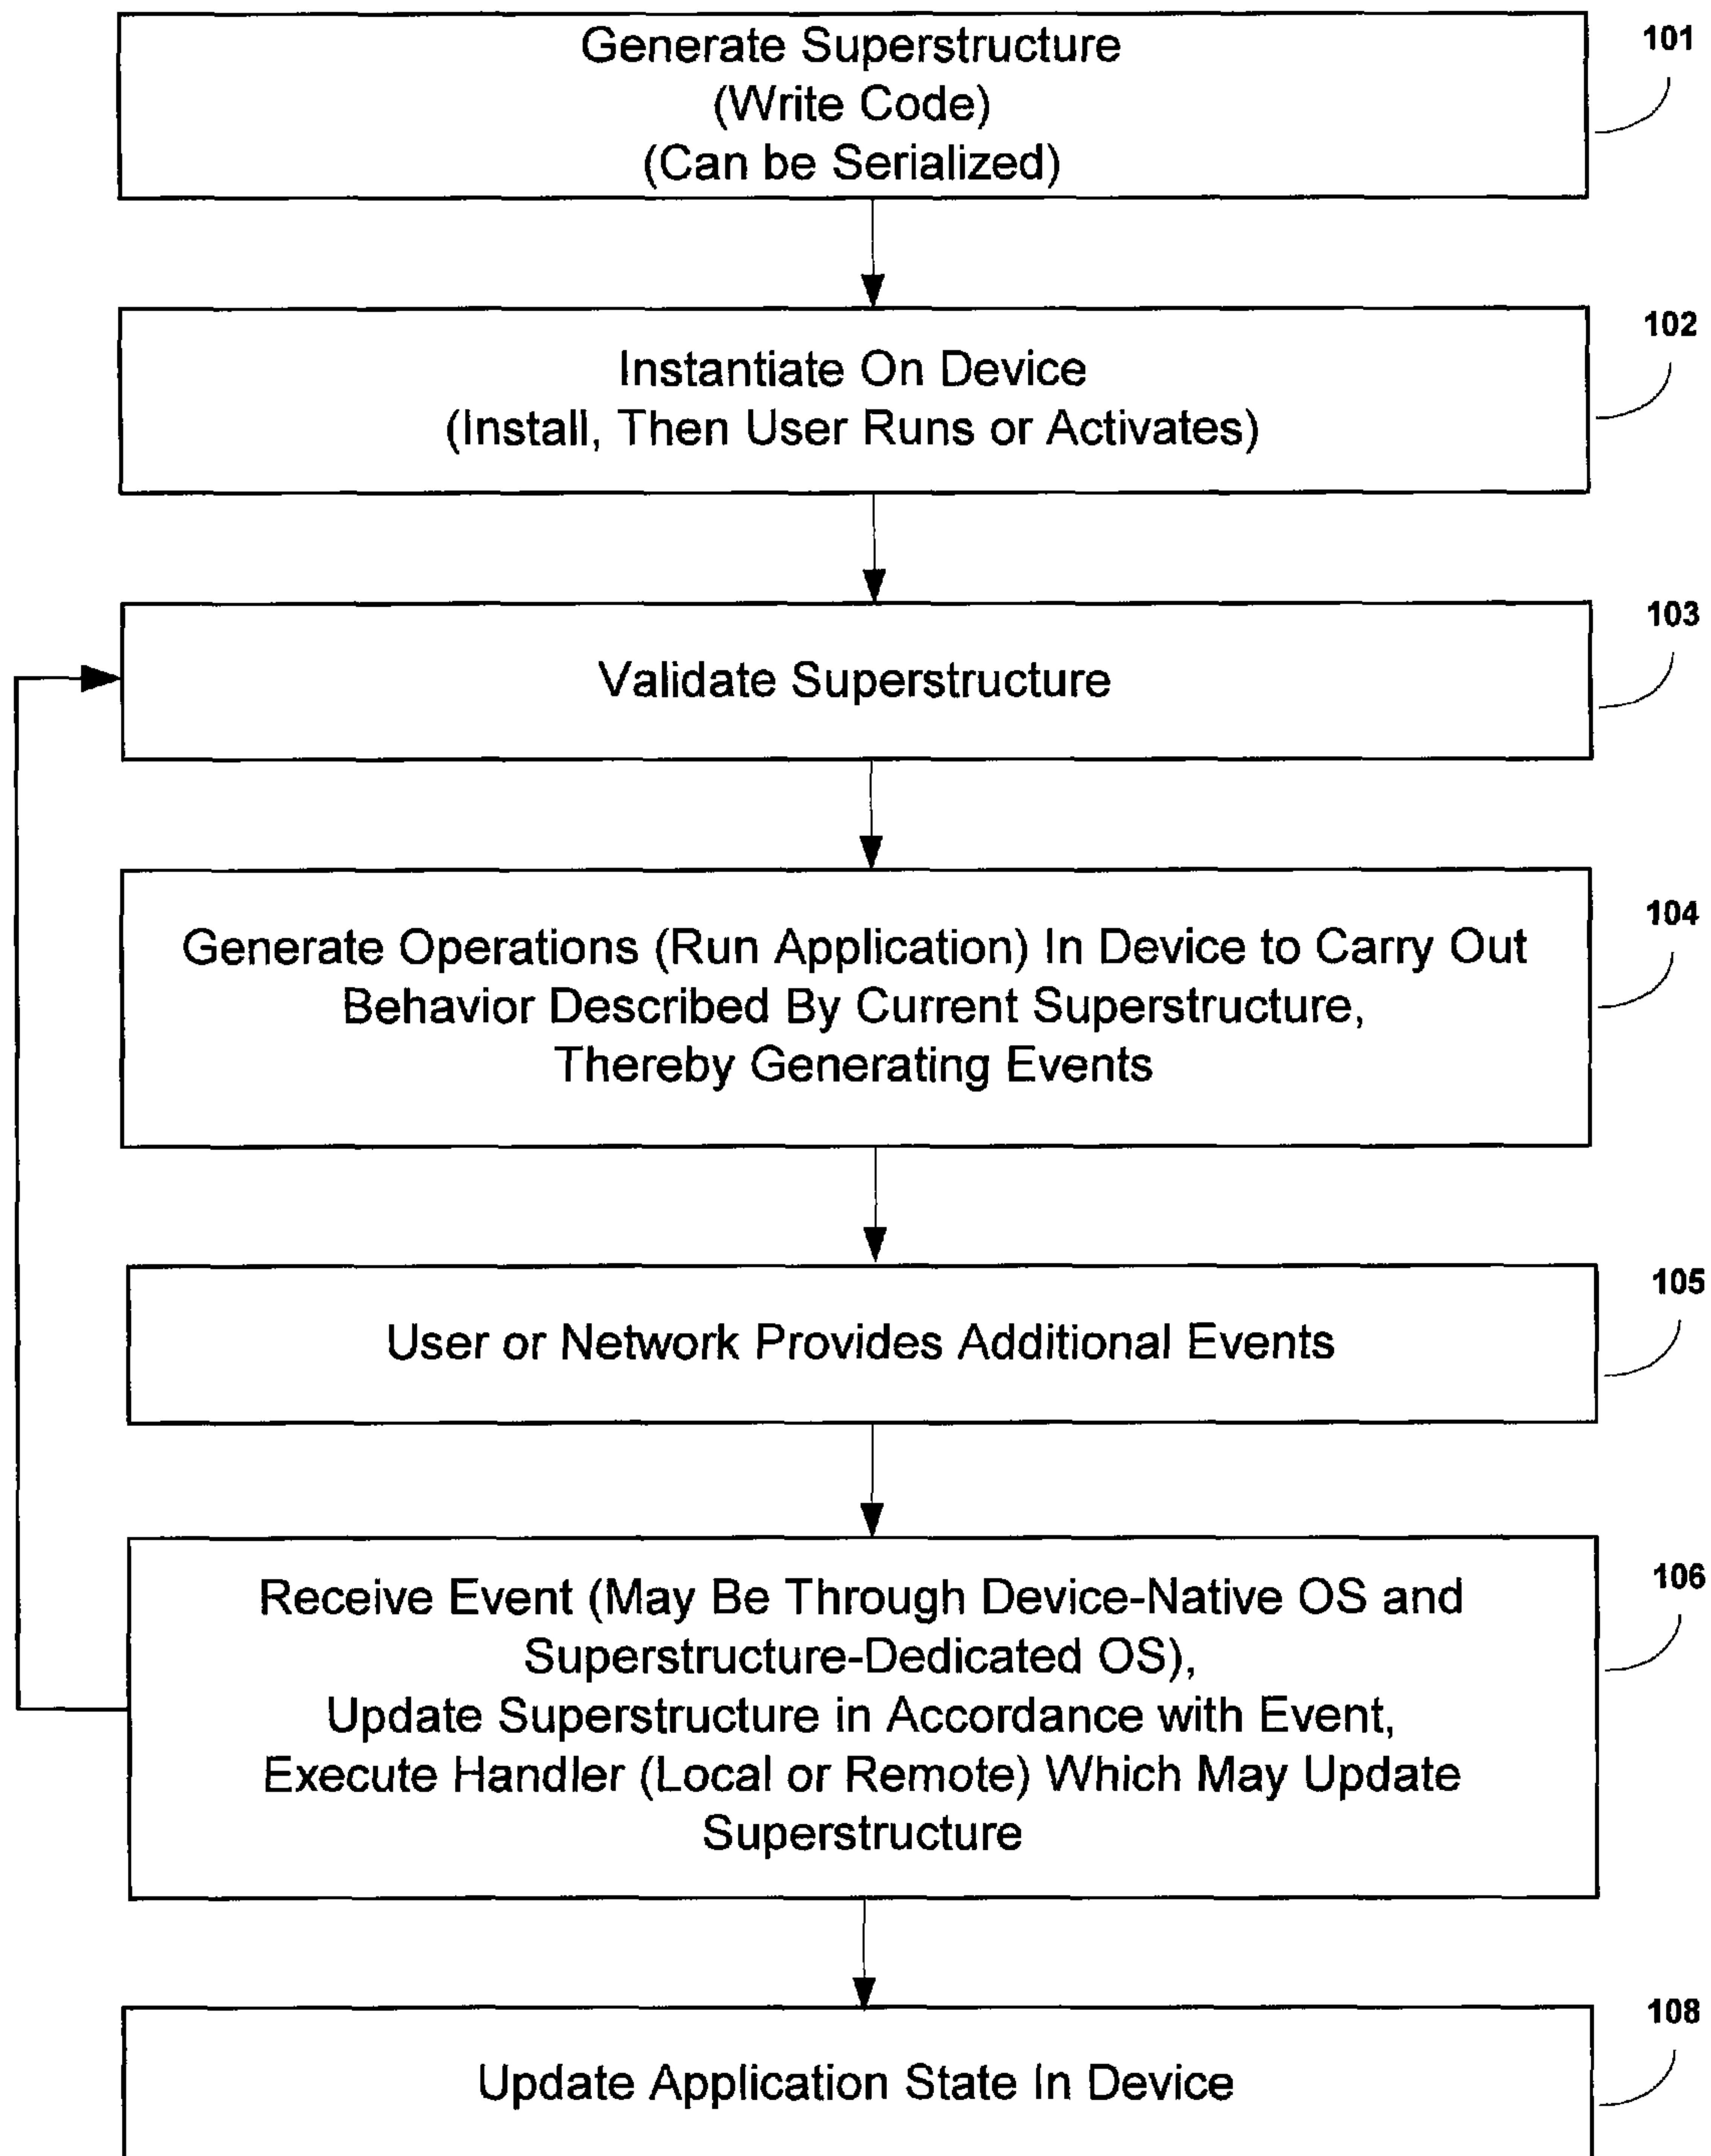 Generate Superstructure
(Write Code)
(Can be Serialized)
101
Instantiate On Device
(Install, Then User Runs or Activates)
102
Validate Superstructure
103
Generate Operations (Run Application) In Device to Carry Out
Behavior Described By Current Superstructure,
Thereby Generating Events
104
User or Network Provides Additional Events
105
Receive Event (May Be Through Device-Native OS and
Superstructure-Dedicated OS),
Update Superstructure in Accordance with Event,
Execute Handler (Local or Remote) Which May Update
Superstructure
106
Update Application State In Device
108